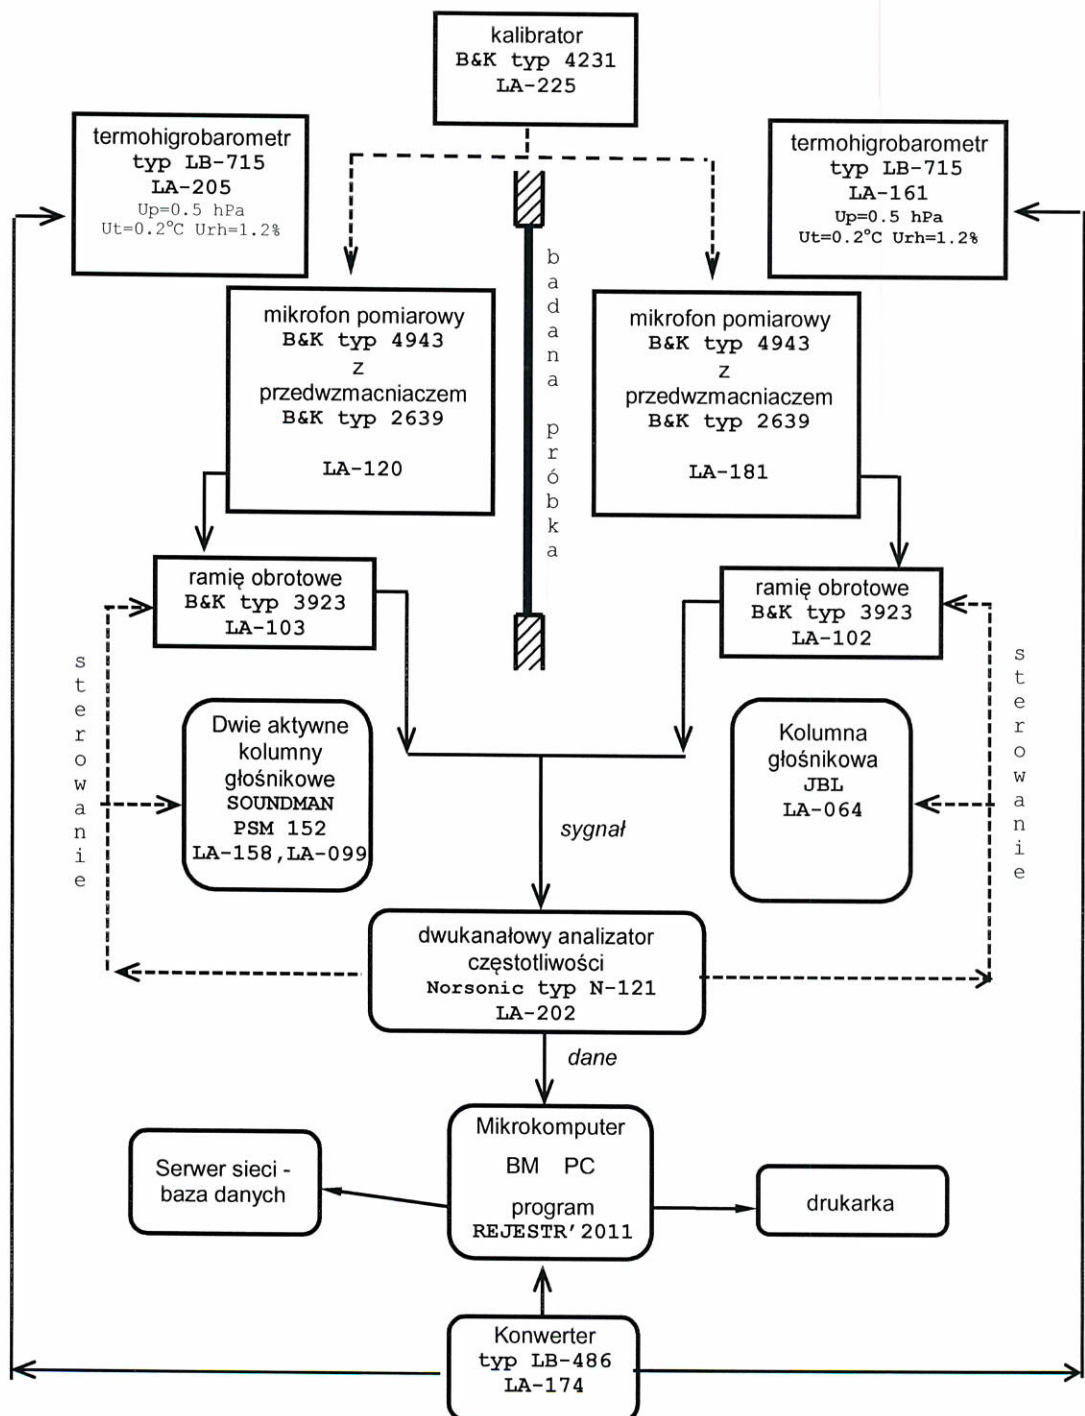 kalibrator
B&K typ 4231
LA-225
termohigrobarometr
typ LB-715
LA-205
Up=0.5 hPa
Ut=0.2°C Urh=1.2%
termohigrobarometr
typ LB-715
LA-161
Up=0.5 hPa
Ut=0.2°C Urh=1.2%
mikrofon pomiarowy
B&K typ 4943
z
przedwzmacniaczem
B&K typ 2639
LA-120
badana próbka
mikrofon pomiarowy
B&K typ 4943
z
przedwzmacniaczem
B&K typ 2639
LA-181
ramię obrotowe
B&K typ 3923
LA-103
ramię obrotowe
B&K typ 3923
LA-102
sterowanie
Dwie aktywne
kolumny
głośnikowe
SOUNDMAN
PSM 152
LA-158,LA-099
sygnał
Kolumna
głośnikowa
JBL
LA-064
sterowanie
dwukanałowy analizator
częstotliwości
Norsonic typ N-121
LA-202
dane
Mikrokomputer
BM PC
program
REJESTR'2011
Serwer sieci -
baza danych
drukarka
Konwerter
typ LB-486
LA-174